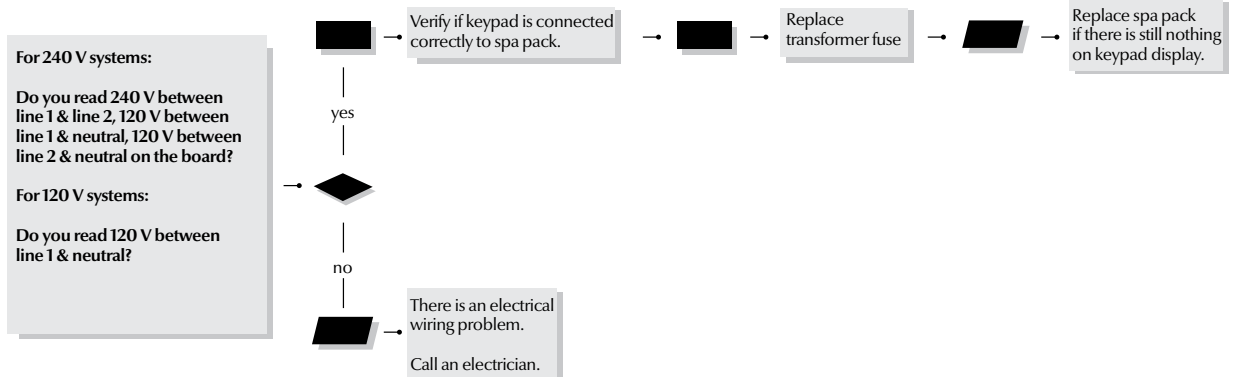 For 240 V systems:
Do you read 240 V between
line 1 & line 2, 120 V between
line 1 & neutral, 120 V between
line 2 & neutral on the board?
For 120 V systems:
Do you read 120 V between
line 1 & neutral?
yes
Verify if keypad is connected
correctly to spa pack.
Replace
transformer fuse
Replace spa pack
if there is still nothing
on keypad display.
no
There is an electrical
wiring problem.
Call an electrician.